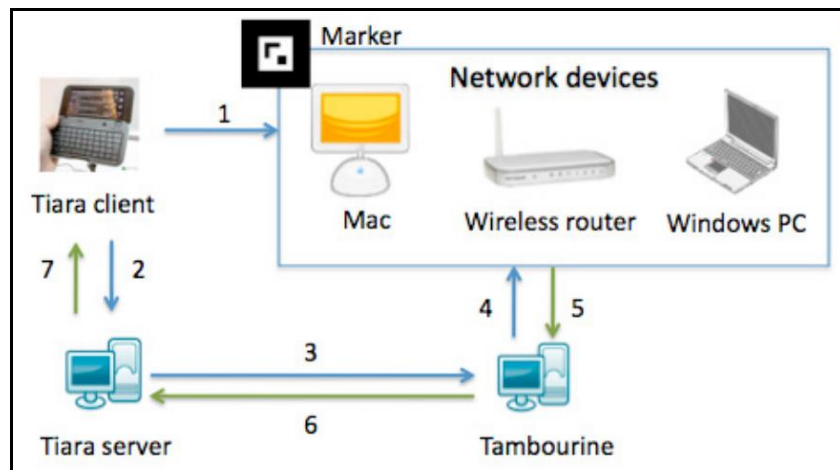 Marker
Network devices
1
Tiara client
Mac
Wireless router
Windows PC
7
2
4
5
3
6
Tiara server
Tambourine